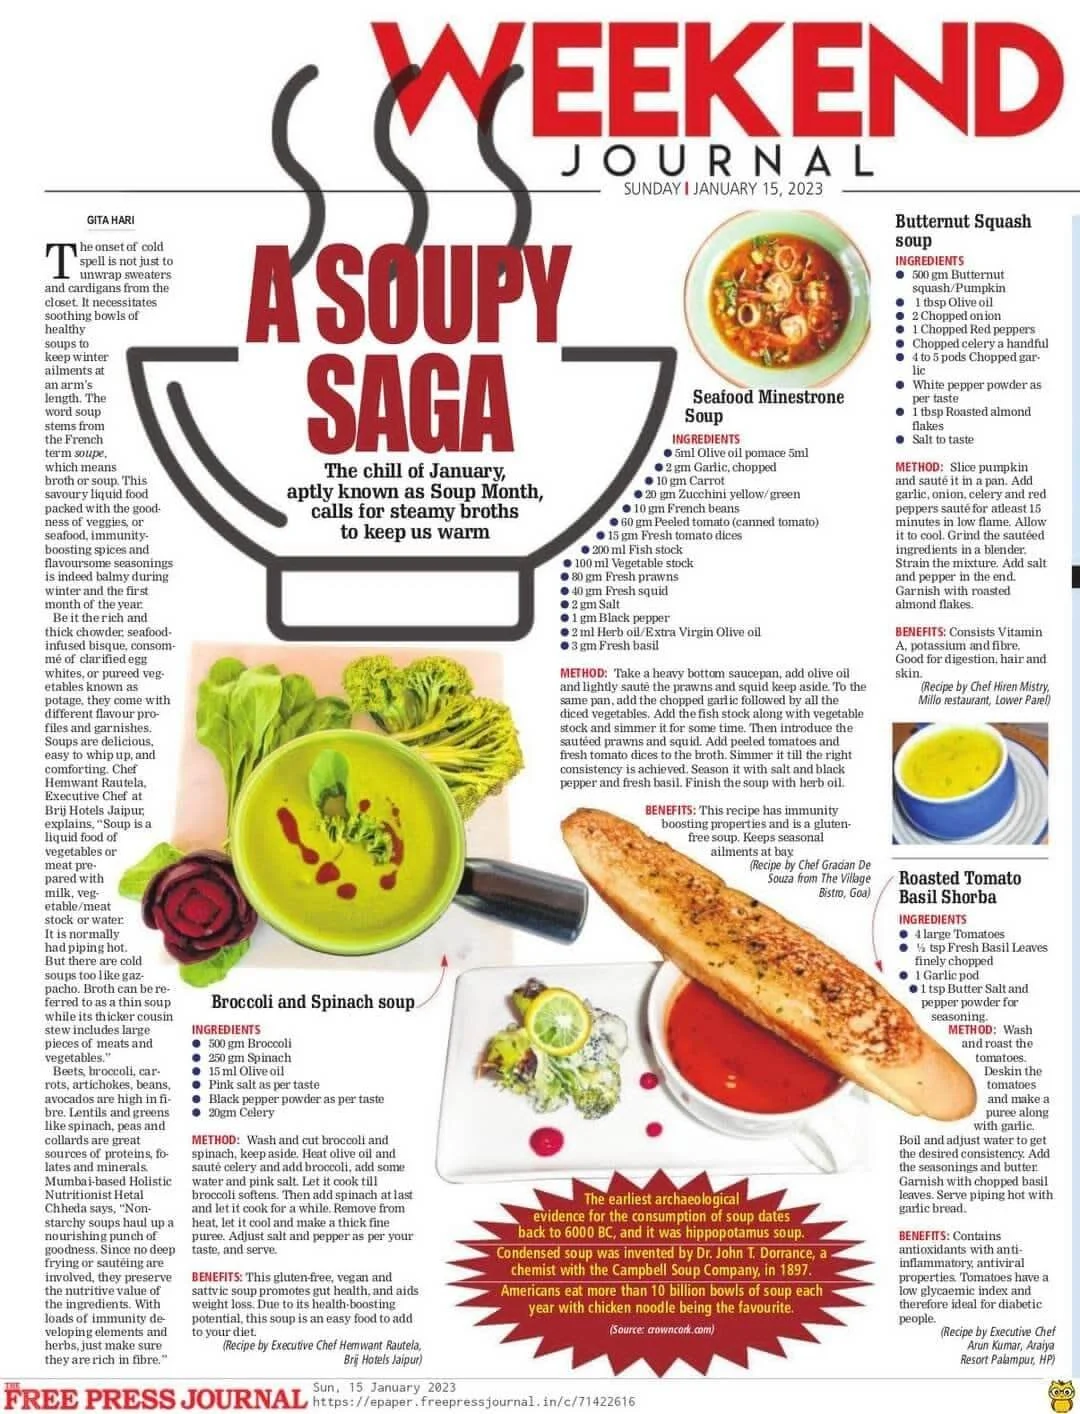 WEEKEND
JOURNAL
SUNDAY | JANUARY 15, 2023
GITA HARI
The onset of cold
spell is not just to
unwrap sweaters
and cardigans from the
closet. It necessitates
soothing bowls of
healthy
soups to
keep winter
ailments at
an arm's
length. The
word soup
stems from
the French
term soupe,
which means
broth or soup. This
savoury liquid food
packed with the good-
ness of veggies, or
seafood, immunity-
boosting spices and
flavoursome seasonings
is indeed balmy during
winter and the first
month of the year.
Be it the rich and
thick chowder, seafood-
infused bisque, consom-
mé of clarified egg
whites, or pureed veg-
etables known as
potage, they come with
different flavour pro-
files and garnishes.
Soups are delicious,
easy to whip up, and
comforting. Chef
Hemwant Rautela,
Executive Chef at
Brij Hotels Jaipur,
explains, "Soup is a
liquid food of
vegetables or
meat pre-
pared with
milk, veg-
etable/meat
stock or water.
It is normally
had piping hot.
But there are cold
soups too like gaz-
pacho. Broth can be re-
ferred to as a thin soup
while its thicker cousin
stew includes large
pieces of meats and
vegetables."
Beets, broccoli, car-
rots, artichokes, beans,
avocados are high in fi-
bre. Lentils and greens
like spinach, peas and
collards are great
sources of proteins, fo-
lates and minerals.
Mumbai-based Holistic
Nutritionist Hetal
Chheda says, "Non-
starchy soups haul up a
nourishing punch of
goodness. Since no deep
frying or sautéing are
involved, they preserve
the nutritive value of
the ingredients. With
loads of immunity de-
veloping elements and
herbs, just make sure
they are rich in fibre."
A SOUPY
SAGA
The chill of January,
aptly known as Soup Month,
calls for steamy broths
to keep us warm
Broccoli and Spinach soup
INGREDIENTS
● 500 gm Broccoli
● 250 gm Spinach
● 15 ml Olive oil
● Pink salt as per taste
● Black pepper powder as per taste
● 20gm Celery
METHOD: Wash and cut broccoli and
spinach, keep aside. Heat olive oil and
sauté celery and add broccoli, add some
water and pink salt. Let it cook till
broccoli softens. Then add spinach at last
and let it cook for a while. Remove from
heat, let it cool and make a thick fine
puree. Adjust salt and pepper as per your
taste, and serve.
BENEFITS: This gluten-free, vegan and
sattvic soup promotes gut health, and aids
weight loss. Due to its health-boosting
potential, this soup is an easy food to add
to your diet.
(Recipe by Executive Chef Hemwant Rautela,
Brij Hotels Jaipur)
Seafood Minestrone
Soup
INGREDIENTS
● 5ml Olive oil pomace 5ml
● 2 gm Garlic, chopped
● 10 gm Carrot
● 20 gm Zucchini yellow/green
● 10 gm French beans
● 60 gm Peeled tomato (canned tomato)
● 15 gm Fresh tomato dices
● 200 ml Fish stock
● 100 ml Vegetable stock
● 80 gm Fresh prawns
● 40 gm Fresh squid
● 2 gm Salt
● 1 gm Black pepper
● 2 ml Herb oil/Extra Virgin Olive oil
● 3 gm Fresh basil
METHOD: Take a heavy bottom saucepan, add olive oil
and lightly sauté the prawns and squid keep aside. To the
same pan, add the chopped garlic followed by all the
diced vegetables. Add the fish stock along with vegetable
stock and simmer it for some time. Then introduce the
sautéed prawns and squid. Add peeled tomatoes and
fresh tomato dices to the broth. Simmer it till the right
consistency is achieved. Season it with salt and black
pepper and fresh basil. Finish the soup with herb oil.
BENEFITS: This recipe has immunity
boosting properties and is a gluten-
free soup. Keeps seasonal
ailments at bay.
(Recipe by Chef Gracian De
Souza from The Village
Bistro, Goa)
The earliest archaeological
evidence for the consumption of soup dates
back to 6000 BC, and it was hippopotamus soup.
Condensed soup was invented by Dr. John T. Dorrance, a
chemist with the Campbell Soup Company, in 1897.
Americans eat more than 10 billion bowls of soup each
year with chicken noodle being the favourite.
(Source: crowncork.com)
Butternut Squash
soup
INGREDIENTS
● 500 gm Butternut
squash/Pumpkin
● 1 tbsp Olive oil
● 2 Chopped onion
● 1 Chopped Red peppers
● Chopped celery a handful
● 4 to 5 pods Chopped gar-
lic
● White pepper powder as
per taste
● 1 tbsp Roasted almond
flakes
● Salt to taste
METHOD: Slice pumpkin
and sauté it in a pan. Add
garlic, onion, celery and red
peppers sauté for atleast 15
minutes in low flame. Allow
it to cool. Grind the sautéed
ingredients in a blender.
Strain the mixture. Add salt
and pepper in the end.
Garnish with roasted
almond flakes.
BENEFITS: Consists Vitamin
A, potassium and fibre.
Good for digestion, hair and
skin.
(Recipe by Chef Hiren Mistry,
Millo restaurant, Lower Parel)
Roasted Tomato
Basil Shorba
INGREDIENTS
● 4 large Tomatoes
● ½ tsp Fresh Basil Leaves
finely chopped
● 1 Garlic pod
● 1 tsp Butter Salt and
pepper powder for
seasoning.
METHOD: Wash
and roast the
tomatoes.
Deskin the
tomatoes
and make a
puree along
with garlic.
Boil and adjust water to get
the desired consistency. Add
the seasonings and butter.
Garnish with chopped basil
leaves. Serve piping hot with
garlic bread.
BENEFITS: Contains
antioxidants with anti-
inflammatory, antiviral
properties. Tomatoes have a
low glycaemic index and
therefore ideal for diabetic
people.
(Recipe by Executive Chef
Arun Kumar, Araiya
Resort Palampur, HP)
THE FREE PRESS JOURNAL
Sun, 15 January 2023
https://epaper.freepressjournal.in/c/71422616